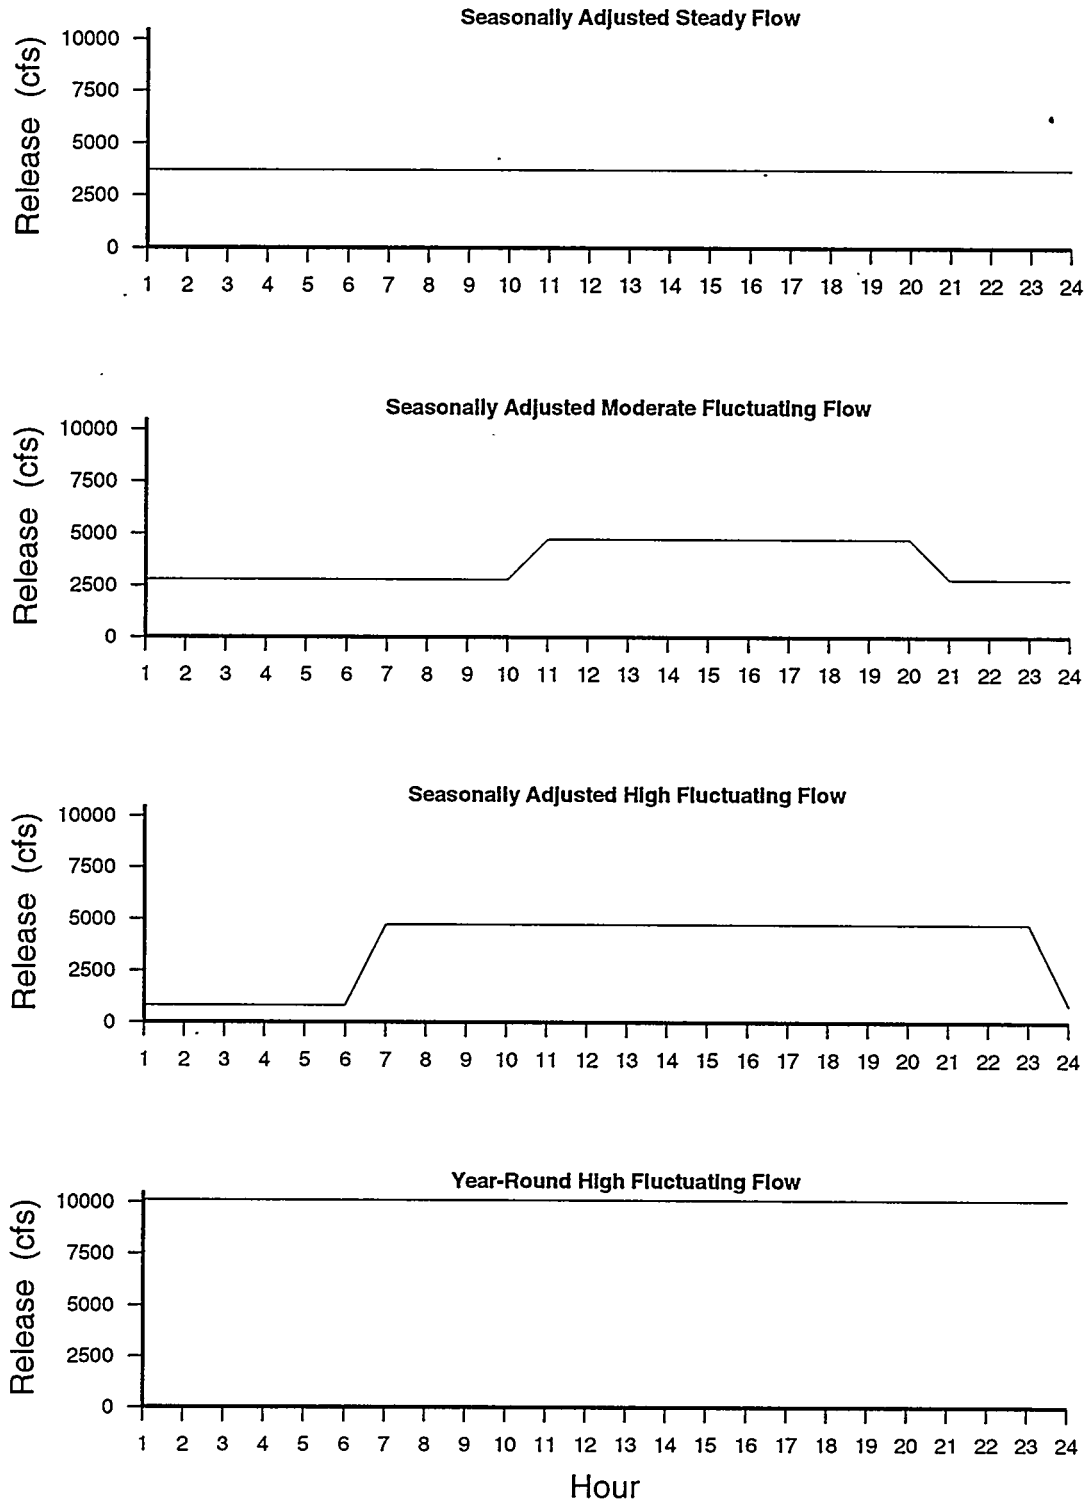 Seasonally Adjusted Steady Flow
10000
7500
5000
2500
0
Release (cfs)
1 2 3 4 5 6 7 8 9 10 11 12 13 14 15 16 17 18 19 20 21 22 23 24
Seasonally Adjusted Moderate Fluctuating Flow
10000
7500
5000
2500
0
Release (cfs)
1 2 3 4 5 6 7 8 9 10 11 12 13 14 15 16 17 18 19 20 21 22 23 24
Seasonally Adjusted High Fluctuating Flow
10000
7500
5000
2500
0
Release (cfs)
1 2 3 4 5 6 7 8 9 10 11 12 13 14 15 16 17 18 19 20 21 22 23 24
Year-Round High Fluctuating Flow
10000
7500
5000
2500
0
Release (cfs)
1 2 3 4 5 6 7 8 9 10 11 12 13 14 15 16 17 18 19 20 21 22 23 24
Hour